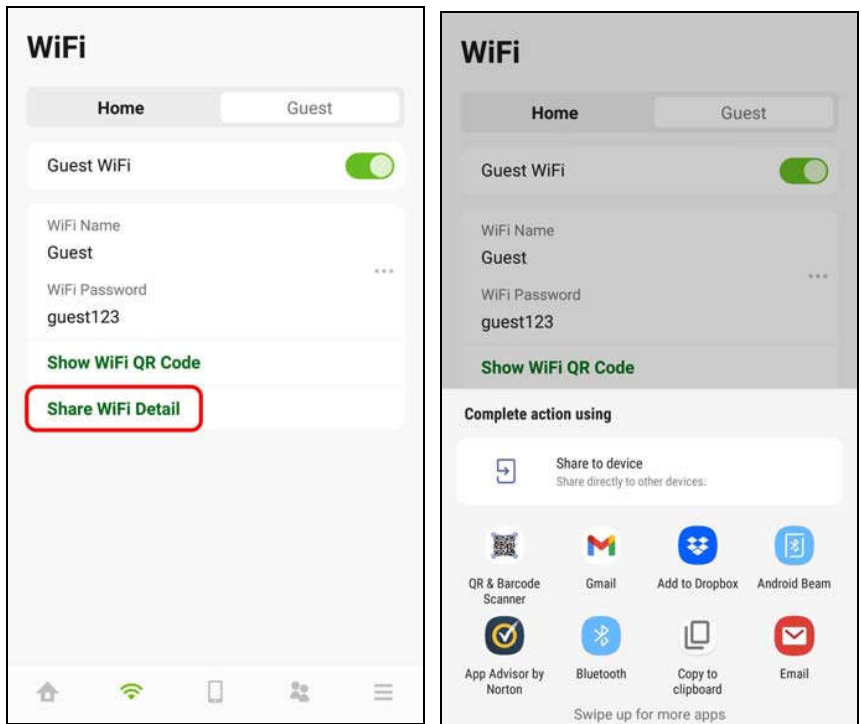 WiFi
Home Guest
Guest WiFi
WiFi Name
Guest
WiFi Password
guest123
Show WiFi QR Code
Share WiFi Detail
WiFi
Home Guest
Guest WiFi
WiFi Name
Guest
WiFi Password
guest123
Show WiFi QR Code
Complete action using
Share to device
Share directly to other devices.
QR & Barcode Scanner
Gmail
Add to Dropbox
Android Beam
App Advisor by Norton
Bluetooth
Copy to clipboard
Email
Swipe up for more apps